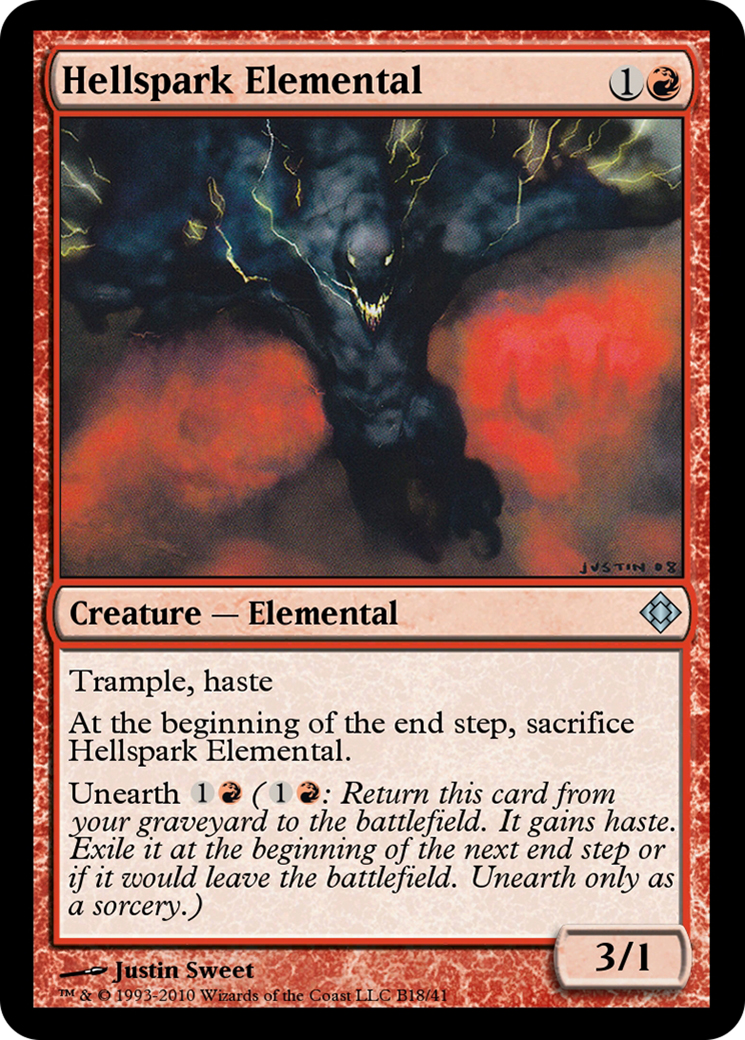 Hellspark Elemental 1
JUSTIN 08
Creature — Elemental
Trample, haste
At the beginning of the end step, sacrifice
Hellspark Elemental.
Unearth 1 (1 : Return this card from
your graveyard to the battlefield. It gains haste.
Exile it at the beginning of the next end step or
if it would leave the battlefield. Unearth only as
a sorcery.)
3/1
Justin Sweet
™ & © 1993-2010 Wizards of the Coast LLC B18/41